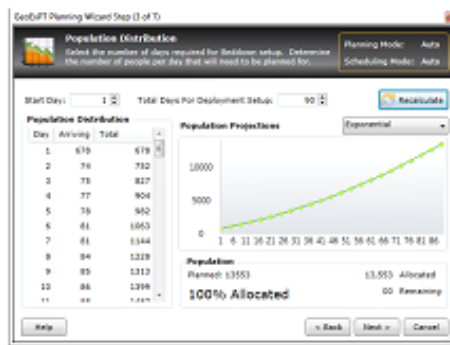 GeoExPT Planning Wizard Step (3 of 7)
Population Distribution
Select the number of days required for Beddown setup. Determine
the number of people per day that will need to be planned for.
Planning Mode: Auto
Scheduling Mode: Auto
Start Day: 1
Total Days For Deployment Setup: 90
Recalculate
Population Distribution
Day Arriving Total
1 679 679
2 74 752
3 75 827
4 77 904
5 78 982
6 81 1063
7 81 1144
8 84 1228
9 85 1313
10 86 1399
11
Population Projections
Exponential
10000
5000
0
1 6 11 16 21 26 31 36 41 46 51 56 61 66 71 76 81 86
Population
Planned: 13553
13,553 Allocated
100% Allocated
00 Remaining
Help
< Back
Next >
Cancel